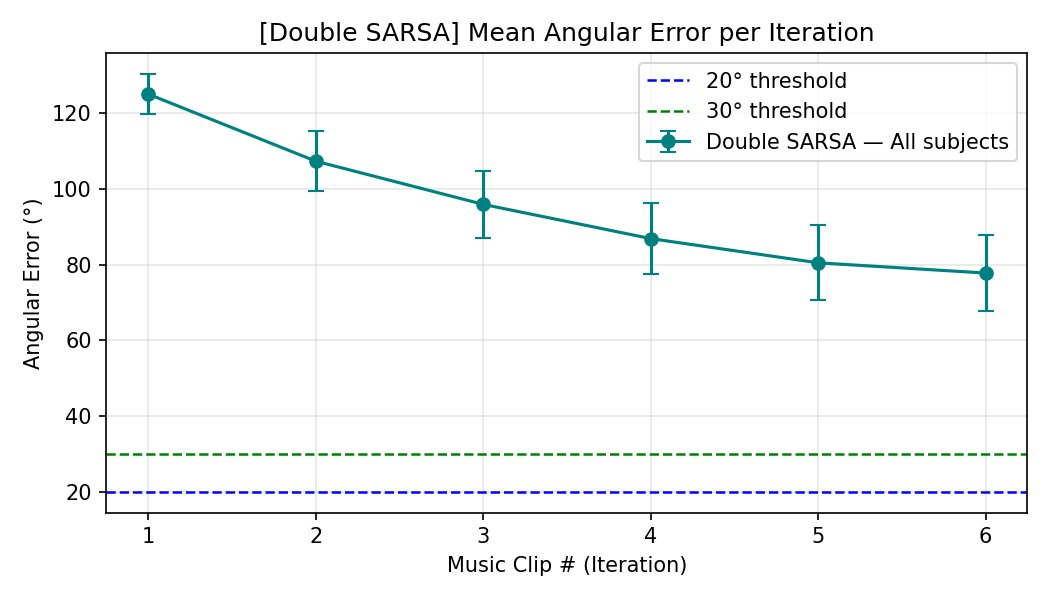 [Double SARSA] Mean Angular Error per Iteration
20° threshold
30° threshold
Double SARSA — All subjects
Angular Error (°)
120
100
80
60
40
20
1 2 3 4 5 6
Music Clip # (Iteration)